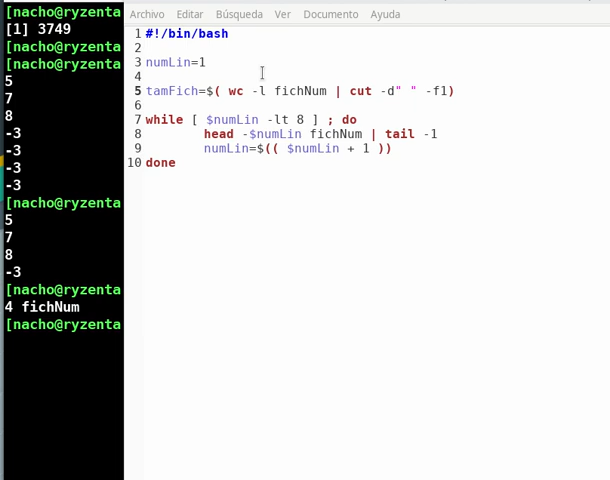 [nacho@ryzenta
[1] 3749
[nacho@ryzenta
[nacho@ryzenta
5
7
8
-3
-3
-3
-3
[nacho@ryzenta
5
7
8
-3
[nacho@ryzenta
4 fichNum
[nacho@ryzenta
Archivo Editar Búsqueda Ver Documento Ayuda
1 #!/bin/bash
2
3 numLin=1
4
5 tamFich=$( wc -l fichNum | cut -d" " -f1)
6
7 while [ $numLin -lt 8 ] ; do
8 head -$numLin fichNum | tail -1
9 numLin=$(( $numLin + 1 ))
10 done